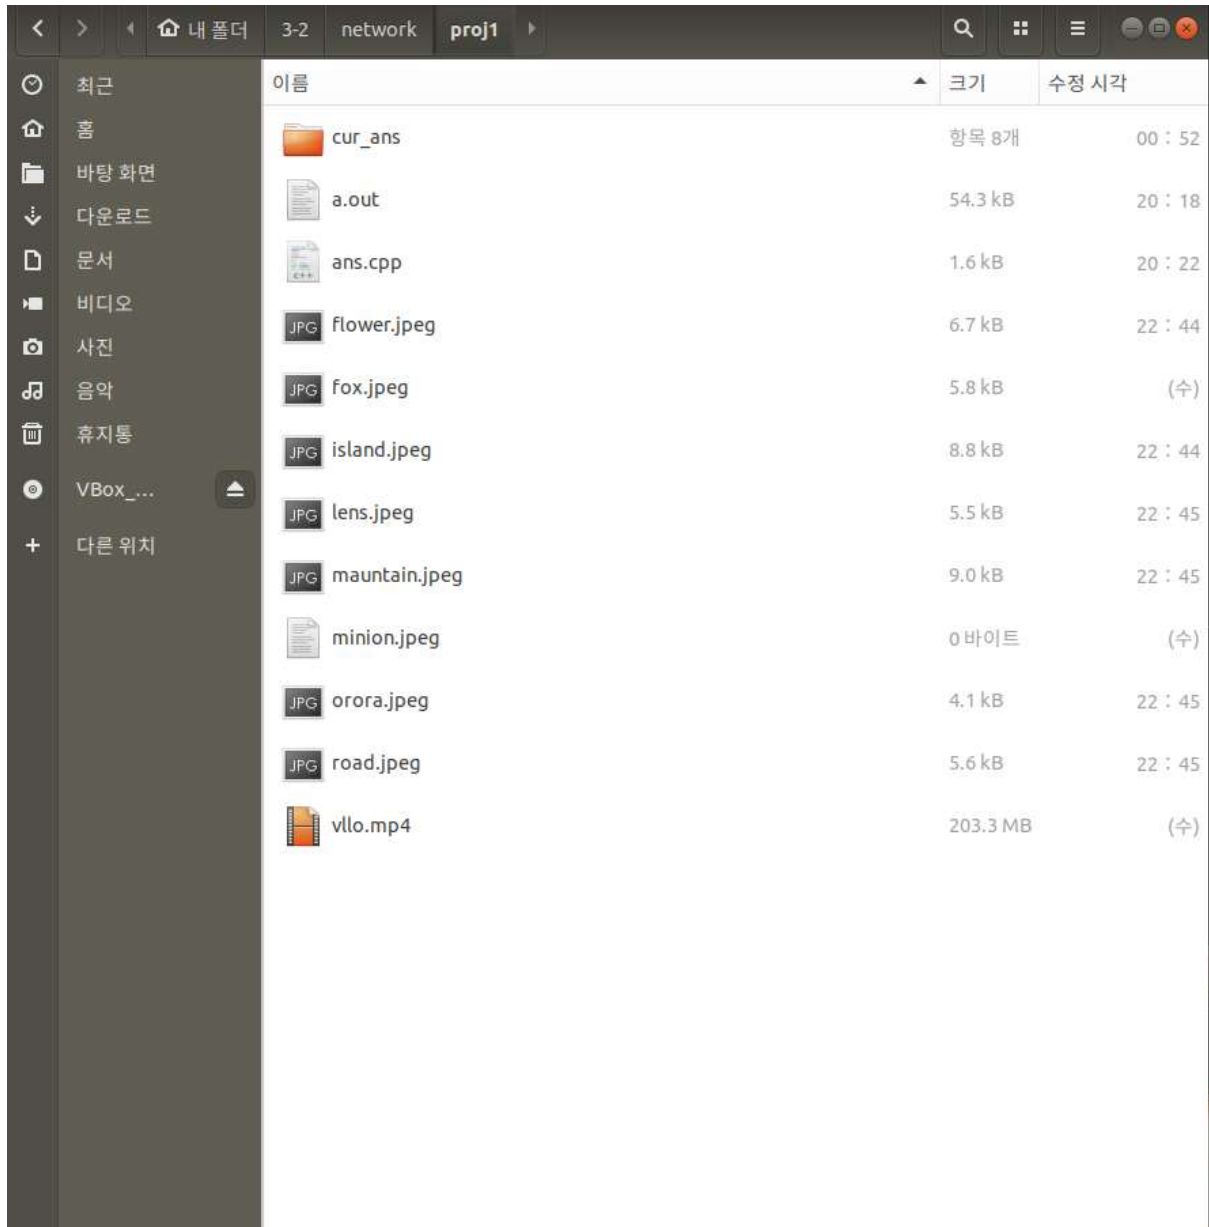 내 폴더 3-2 network proj1
이름 크기 수정 시각
최근
홈
바탕 화면
다운로드
문서
비디오
사진
음악
휴지통
VBox_...
다른 위치
cur_ans 항목 8개 00 : 52
a.out 54.3 kB 20 : 18
C++
ans.cpp 1.6 kB 20 : 22
JPG flower.jpeg 6.7 kB 22 : 44
JPG fox.jpeg 5.8 kB (수)
JPG island.jpeg 8.8 kB 22 : 44
JPG lens.jpeg 5.5 kB 22 : 45
JPG mauntain.jpeg 9.0 kB 22 : 45
minion.jpeg 0 바이트 (수)
JPG orora.jpeg 4.1 kB 22 : 45
JPG road.jpeg 5.6 kB 22 : 45
vllo.mp4 203.3 MB (수)